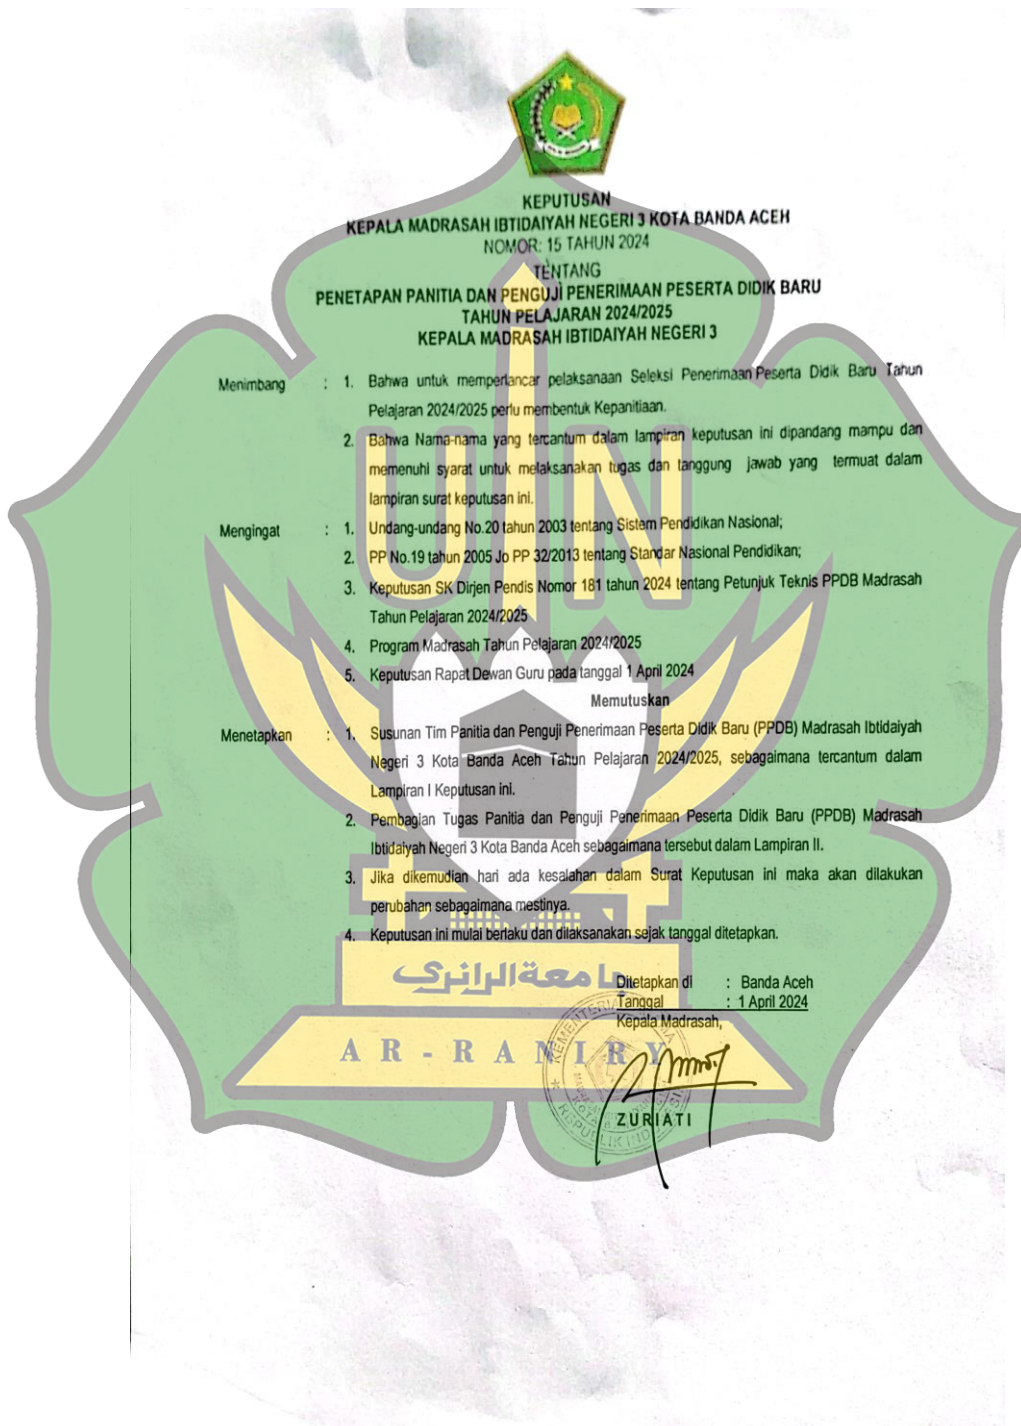 KEPUTUSAN
KEPALA MADRASAH IBTIDAIYAH NEGERI 3 KOTA BANDA ACEH
NOMOR: 15 TAHUN 2024
TENTANG
PENETAPAN PANITIA DAN PENGUJI PENERIMAAN PESERTA DIDIK BARU
TAHUN PELAJARAN 2024/2025
KEPALA MADRASAH IBTIDAIYAH NEGERI 3
Menimbang : 1. Bahwa untuk memperlancar pelaksanaan Seleksi Penerimaan Peserta Didik Baru Tahun
Pelajaran 2024/2025 perlu membentuk Kepanitiaan.
2. Bahwa Nama-nama yang tercantum dalam lampiran keputusan ini dipandang mampu dan
memenuhi syarat untuk melaksanakan tugas dan tanggung jawab yang termuat dalam
lampiran surat keputusan ini.
Mengingat : 1. Undang-undang No.20 tahun 2003 tentang Sistem Pendidikan Nasional;
2. PP No.19 tahun 2005 Jo PP 32/2013 tentang Standar Nasional Pendidikan;
3. Keputusan SK Dirjen Pendis Nomor 181 tahun 2024 tentang Petunjuk Teknis PPDB Madrasah
Tahun Pelajaran 2024/2025
4. Program Madrasah Tahun Pelajaran 2024/2025
5. Keputusan Rapat Dewan Guru pada tanggal 1 April 2024
Memutuskan
Menetapkan : 1. Susunan Tim Panitia dan Penguji Penerimaan Peserta Didik Baru (PPDB) Madrasah Ibtidaiyah
Negeri 3 Kota Banda Aceh Tahun Pelajaran 2024/2025, sebagaimana tercantum dalam
Lampiran I Keputusan ini.
2. Pembagian Tugas Panitia dan Penguji Penerimaan Peserta Didik Baru (PPDB) Madrasah
Ibtidaiyah Negeri 3 Kota Banda Aceh sebagaimana tersebut dalam Lampiran II.
3. Jika dikemudian hari ada kesalahan dalam Surat Keputusan ini maka akan dilakukan
perubahan sebagaimana mestinya.
4. Keputusan ini mulai berlaku dan dilaksanakan sejak tanggal ditetapkan.
Ditetapkan di : Banda Aceh
Tanggal : 1 April 2024
Kepala Madrasah,
ZURIATI
UIN
جامعة الرانري
AR-RANIRY